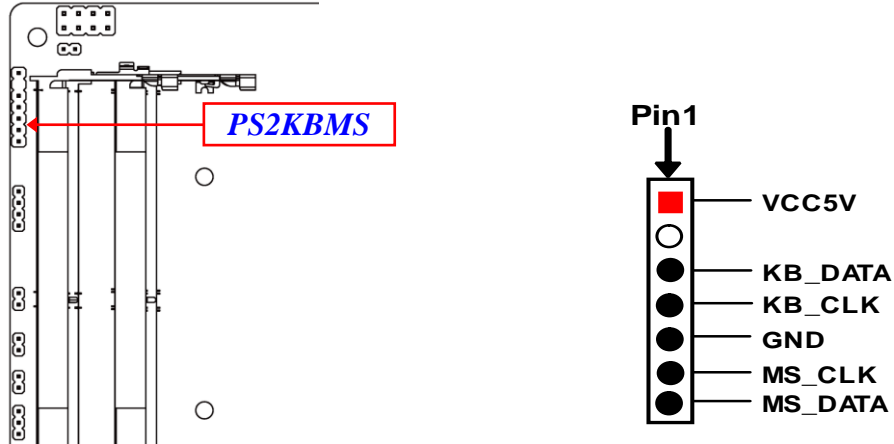 PS2KBMS
Pin1
VCC5V
KB_DATA
KB_CLK
GND
MS_CLK
MS_DATA